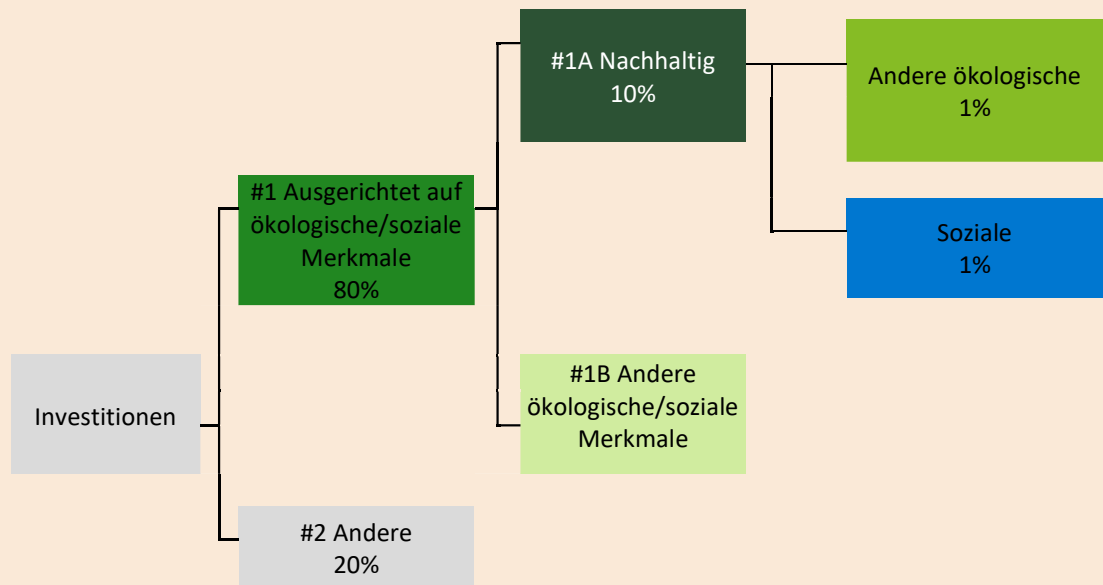 #1A Nachhaltig
10%
Andere ökologische
1%
#1 Ausgerichtet auf
ökologische/soziale
Merkmale
80%
Soziale
1%
Investitionen
#1B Andere
ökologische/soziale
Merkmale
#2 Andere
20%